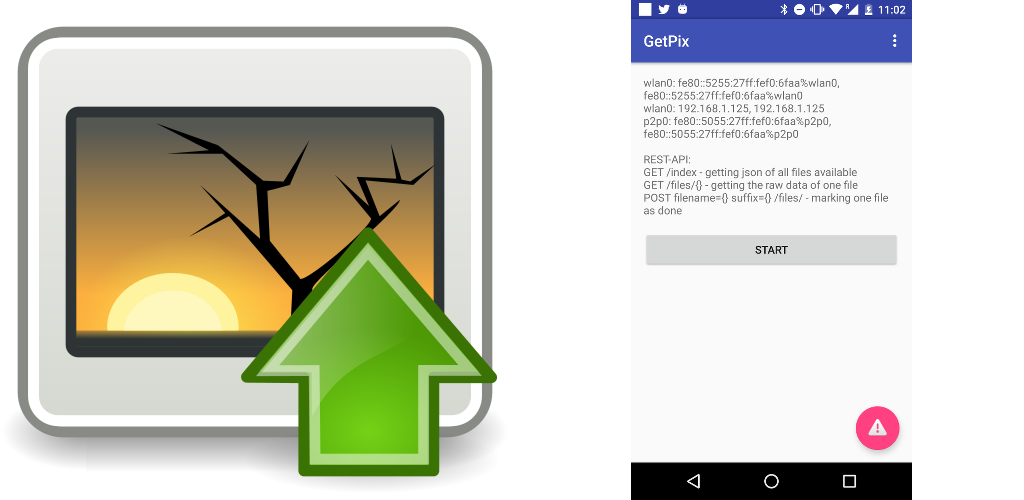 11:02
GetPix
wlan0: fe80::5255:27ff:fef0:6faa%wlan0,
fe80::5255:27ff:fef0:6faa%wlan0
wlan0: 192.168.1.125, 192.168.1.125
p2p0: fe80::5055:27ff:fef0:6faa%p2p0,
fe80::5055:27ff:fef0:6faa%p2p0
REST-API:
GET /index - getting json of all files available
GET /files/{} - getting the raw data of one file
POST filename={} suffix={} /files/ - marking one file
as done
START